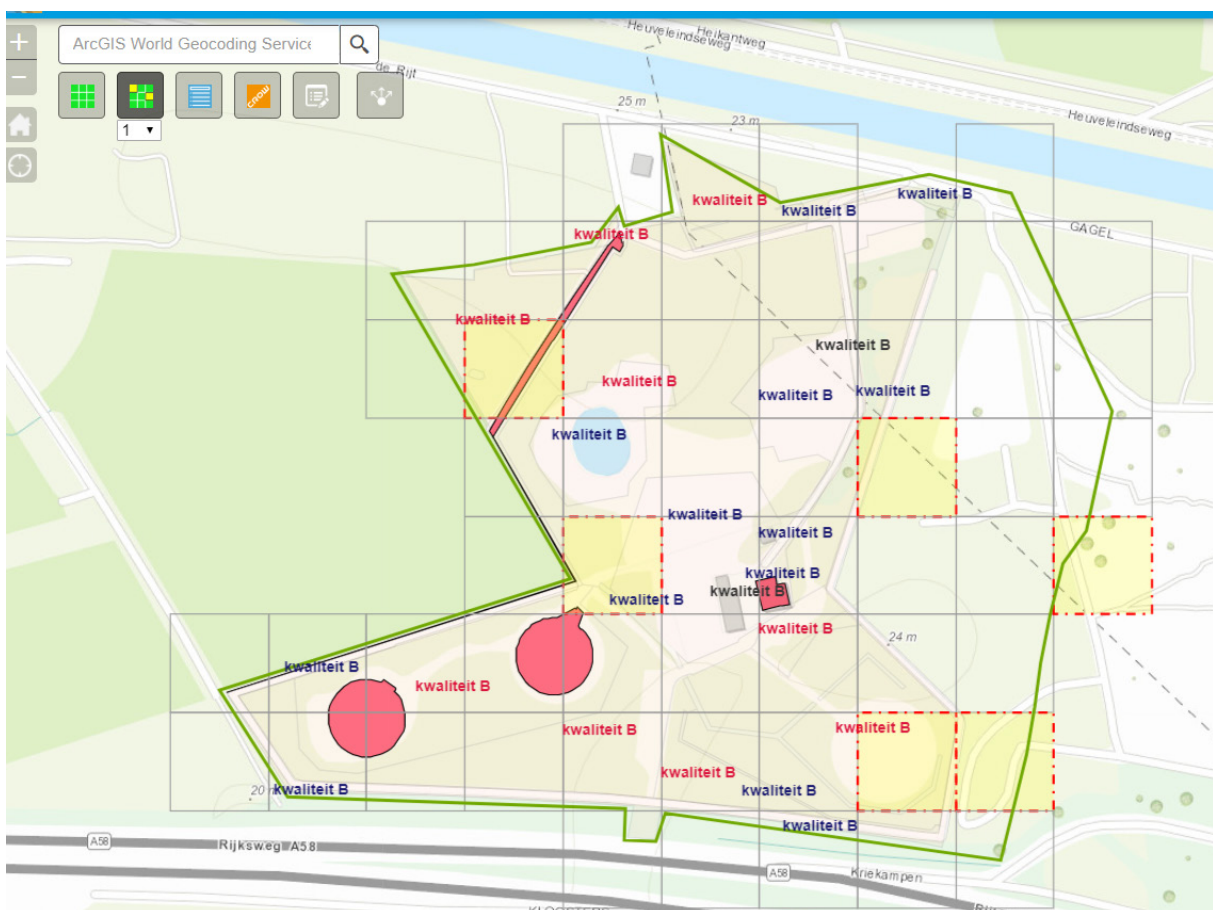 ArcGIS World Geocoding Service
Heuveleindseweg
Heikantweg
de Rijt
crow
1
25 m
23 m
Heuveleindseweg
kwaliteit B
kwaliteit B
kwaliteit B
GAGEL
kwaliteit B
kwaliteit B
kwaliteit B
kwaliteit B
kwaliteit B
kwaliteit B
kwaliteit B
kwaliteit B
kwaliteit B
kwaliteit B
kwaliteit B
kwaliteit B
kwaliteit B
24 m
kwaliteit B
kwaliteit B
kwaliteit B
kwaliteit B
kwaliteit B
20 m
kwaliteit B
kwaliteit B
kwaliteit B
A58
Rijksweg A58
A58
Kriekampen